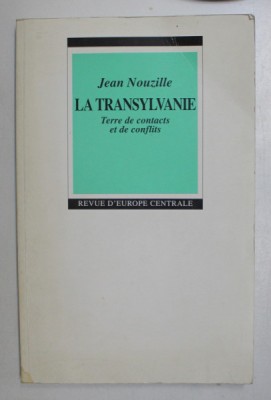 Jean Nouzille
LA TRANSYLVANIE
Terre de contacts
et de conflits
REVUE D'EUROPE CENTRALE